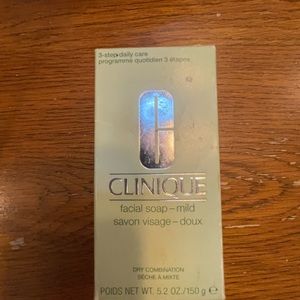 3-step daily care
programme quotidien 3 étapes
CLINIQUE
facial soap – mild
savon visage – doux
DRY COMBINATION
SÈCHE À MIXTE
POIDS NET WT. 5.2 OZ./150 g ℮